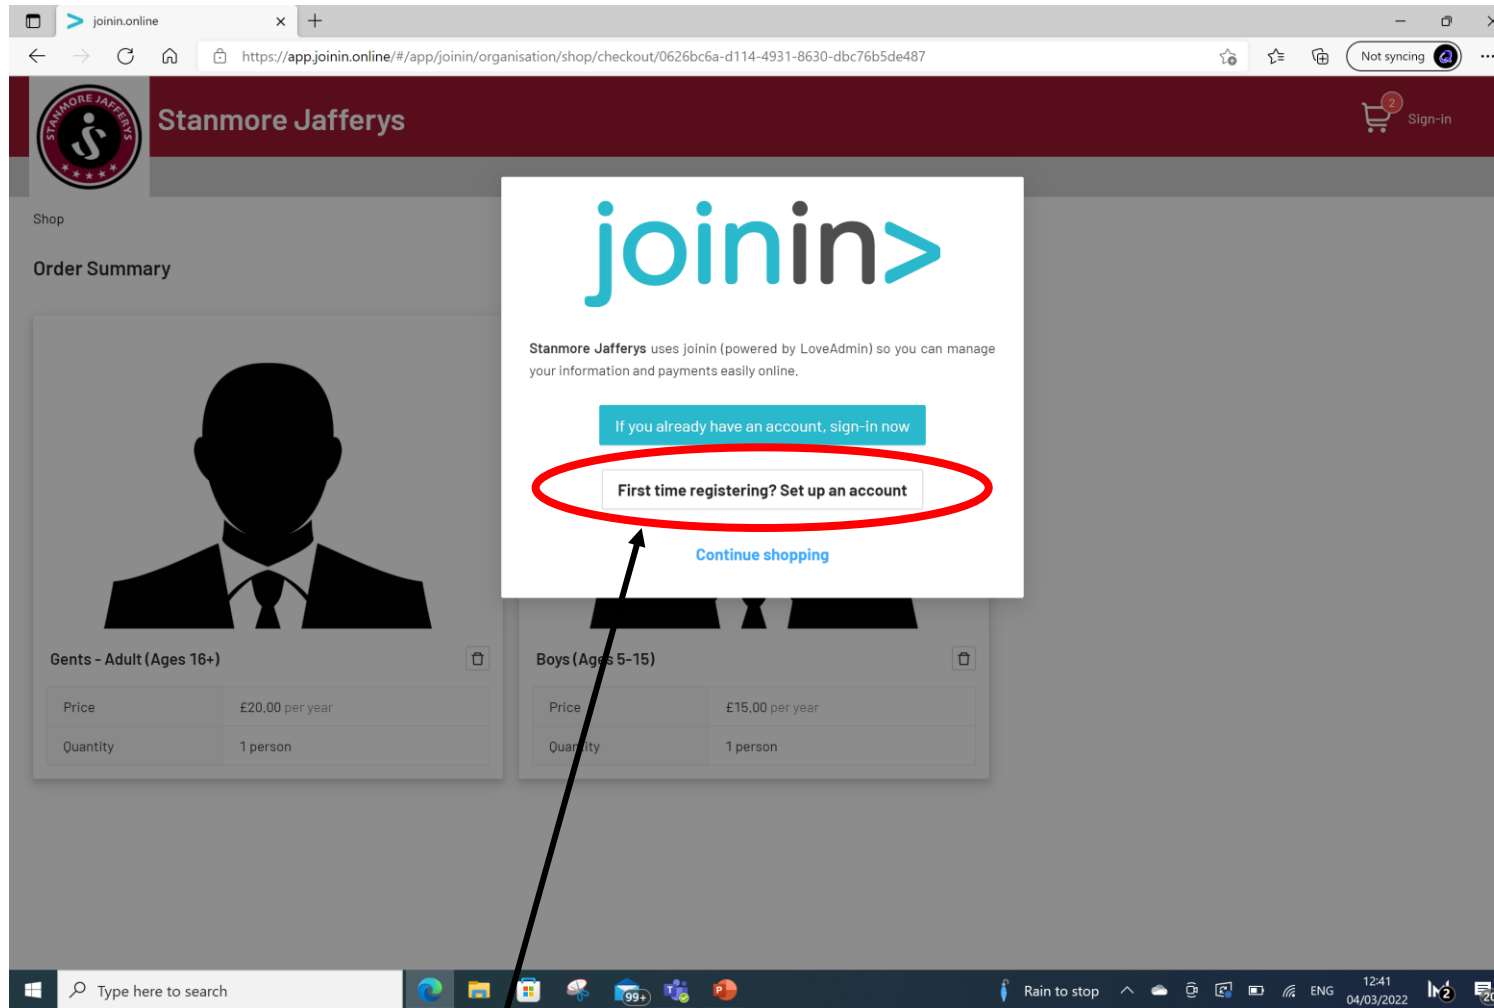 joinin.online
https://app.joinin.online/#/app/joinin/organisation/shop/checkout/0626bc6a-d114-4931-8630-dbc76b5de487
Not syncing
STANMORE JAFFERYS
JS
Stanmore Jafferys
2
Sign-in
Shop
Order Summary
joinin>
Stanmore Jafferys uses joinin (powered by LoveAdmin) so you can manage
your information and payments easily online.
If you already have an account, sign-in now
First time registering? Set up an account
Continue shopping
Gents - Adult (Ages 16+)
Price £20.00 per year
Quantity 1 person
Boys (Ages 5-15)
Price £15.00 per year
Quantity 1 person
Type here to search
99+
Rain to stop
ENG
12:41
04/03/2022
2